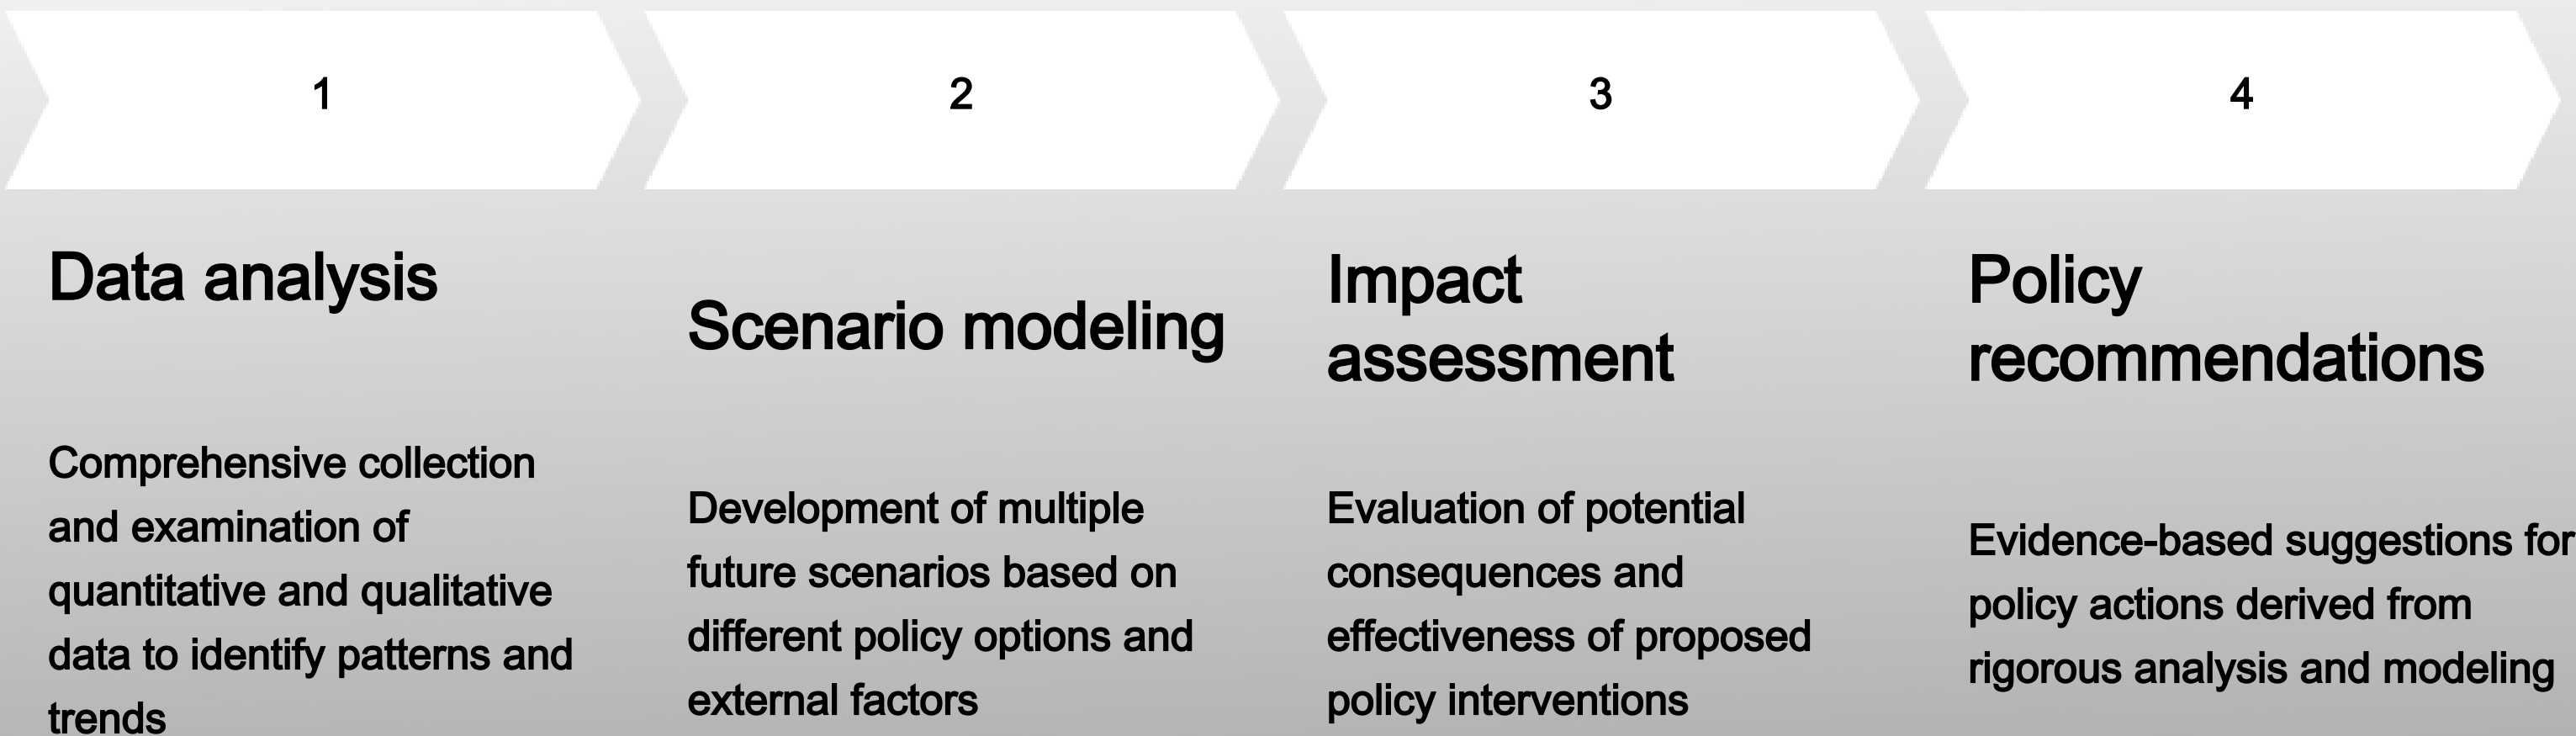 1
Data analysis
Comprehensive collection
and examination of
quantitative and qualitative
data to identify patterns and
trends
2
Scenario modeling
Development of multiple
future scenarios based on
different policy options and
external factors
3
Impact
assessment
Evaluation of potential
consequences and
effectiveness of proposed
policy interventions
4
Policy
recommendations
Evidence-based suggestions for
policy actions derived from
rigorous analysis and modeling